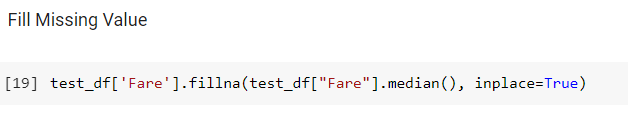 Fill Missing Value
[19] test_df['Fare'].fillna(test_df["Fare"].median(), inplace=True)